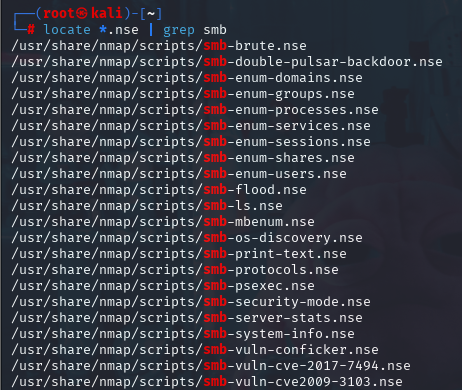 ┌──(root㉿kali)-[~]
└─# locate *.nse | grep smb
/usr/share/nmap/scripts/smb-brute.nse
/usr/share/nmap/scripts/smb-double-pulsar-backdoor.nse
/usr/share/nmap/scripts/smb-enum-domains.nse
/usr/share/nmap/scripts/smb-enum-groups.nse
/usr/share/nmap/scripts/smb-enum-processes.nse
/usr/share/nmap/scripts/smb-enum-services.nse
/usr/share/nmap/scripts/smb-enum-sessions.nse
/usr/share/nmap/scripts/smb-enum-shares.nse
/usr/share/nmap/scripts/smb-enum-users.nse
/usr/share/nmap/scripts/smb-flood.nse
/usr/share/nmap/scripts/smb-ls.nse
/usr/share/nmap/scripts/smb-mbenum.nse
/usr/share/nmap/scripts/smb-os-discovery.nse
/usr/share/nmap/scripts/smb-print-text.nse
/usr/share/nmap/scripts/smb-protocols.nse
/usr/share/nmap/scripts/smb-psexec.nse
/usr/share/nmap/scripts/smb-security-mode.nse
/usr/share/nmap/scripts/smb-server-stats.nse
/usr/share/nmap/scripts/smb-system-info.nse
/usr/share/nmap/scripts/smb-vuln-conficker.nse
/usr/share/nmap/scripts/smb-vuln-cve-2017-7494.nse
/usr/share/nmap/scripts/smb-vuln-cve2009-3103.nse